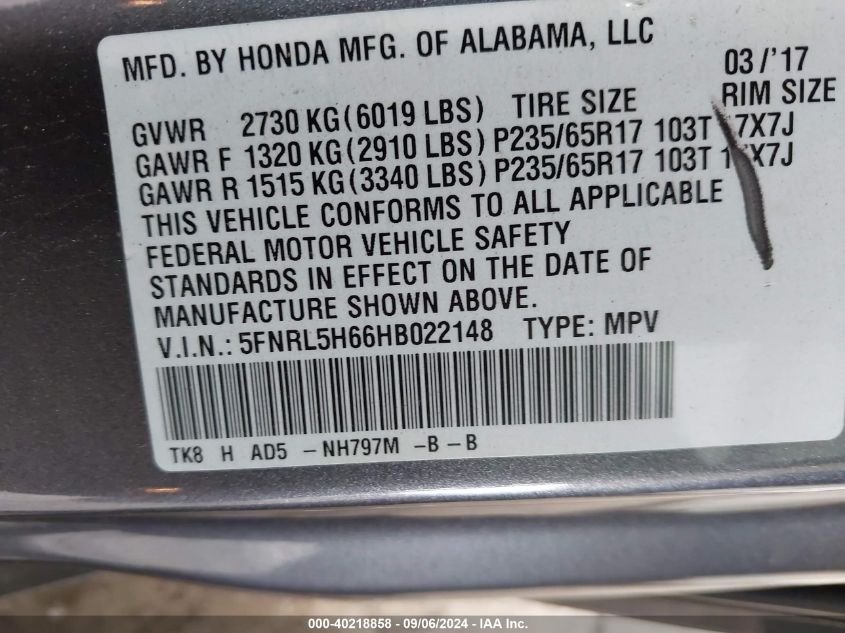 MFD. BY HONDA MFG. OF ALABAMA, LLC
03/'17
GVWR 2730 KG(6019 LBS) TIRE SIZE RIM SIZE
GAWR F 1320 KG(2910 LBS) P235/65R17 103T 7X7J
GAWR R 1515 KG(3340 LBS) P235/65R17 103T 1 X7J
THIS VEHICLE CONFORMS TO ALL APPLICABLE
FEDERAL MOTOR VEHICLE SAFETY
STANDARDS IN EFFECT ON THE DATE OF
MANUFACTURE SHOWN ABOVE.
V.I.N.: 5FNRL5H66HB022148 TYPE: MPV
TK8 H AD5 -NH797M -B-B
000-40218858 - 09/06/2024 - IAA, Inc.